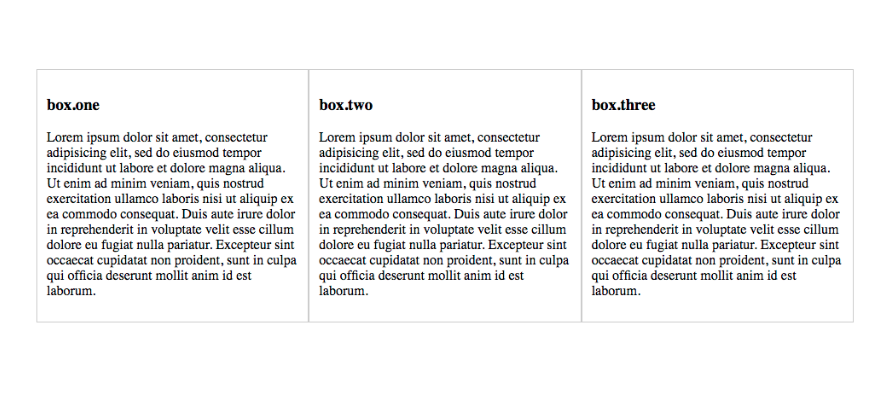 box.one
Lorem ipsum dolor sit amet, consectetur
adipisicing elit, sed do eiusmod tempor
incididunt ut labore et dolore magna aliqua.
Ut enim ad minim veniam, quis nostrud
exercitation ullamco laboris nisi ut aliquip ex
ea commodo consequat. Duis aute irure dolor
in reprehenderit in voluptate velit esse cillum
dolore eu fugiat nulla pariatur. Excepteur sint
occaecat cupidatat non proident, sunt in culpa
qui officia deserunt mollit anim id est
laborum.
box.two
Lorem ipsum dolor sit amet, consectetur
adipisicing elit, sed do eiusmod tempor
incididunt ut labore et dolore magna aliqua.
Ut enim ad minim veniam, quis nostrud
exercitation ullamco laboris nisi ut aliquip ex
ea commodo consequat. Duis aute irure dolor
in reprehenderit in voluptate velit esse cillum
dolore eu fugiat nulla pariatur. Excepteur sint
occaecat cupidatat non proident, sunt in culpa
qui officia deserunt mollit anim id est
laborum.
box.three
Lorem ipsum dolor sit amet, consectetur
adipisicing elit, sed do eiusmod tempor
incididunt ut labore et dolore magna aliqua.
Ut enim ad minim veniam, quis nostrud
exercitation ullamco laboris nisi ut aliquip ex
ea commodo consequat. Duis aute irure dolor
in reprehenderit in voluptate velit esse cillum
dolore eu fugiat nulla pariatur. Excepteur sint
occaecat cupidatat non proident, sunt in culpa
qui officia deserunt mollit anim id est
laborum.